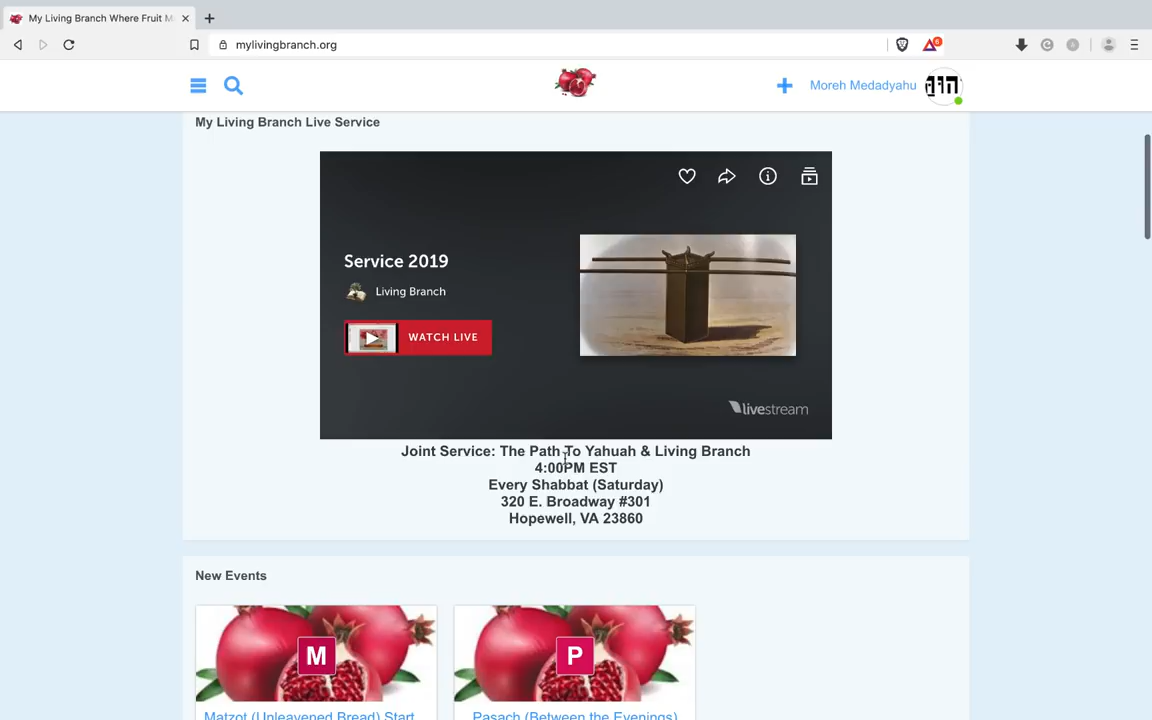 My Living Branch Where Fruit M
mylivingbranch.org
6
Moreh Medadyahu
My Living Branch Live Service
Service 2019
Living Branch
WATCH LIVE
livestream
Joint Service: The Path To Yahuah & Living Branch
4:00PM EST
Every Shabbat (Saturday)
320 E. Broadway #301
Hopewell, VA 23860
New Events
M
P
Matzot (Unleavened Bread) Start
Pasach (Between the Evenings)